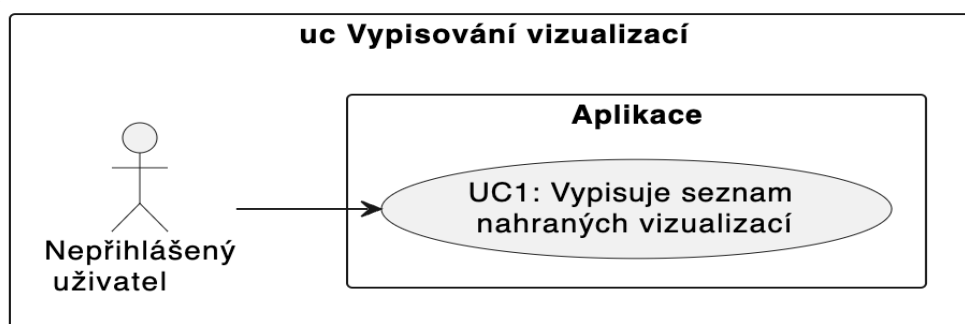 uc Vypisování vizualizací
Aplikace
UC1: Vypisuje seznam
nahraných vizualizací
Nepřihlášený
uživatel